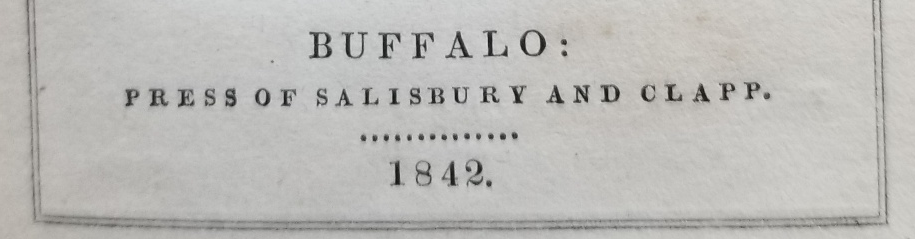 BUFFALO:
PRESS OF SALISBURY AND CLAPP.
..............
1842.